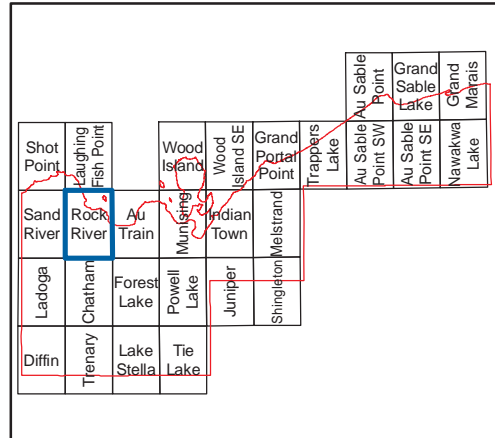 Au Sable
Point
Grand
Sable
Lake
Grand
Marais
Shot
Point
Laughing
Fish Point
Wood
Island
Wood
Island SE
Grand
Portal
Point
Trappers
Lake
Au Sable
Point SW
Au Sable
Point SE
Nawakwa
Lake
Sand
River
Rock
River
Au
Train
Munising
Indian
Town
Melstrand
Ladoga
Chatham
Forest
Lake
Powell
Lake
Juniper
Shingleton
Diffin
Trenary
Lake
Stella
Tie
Lake